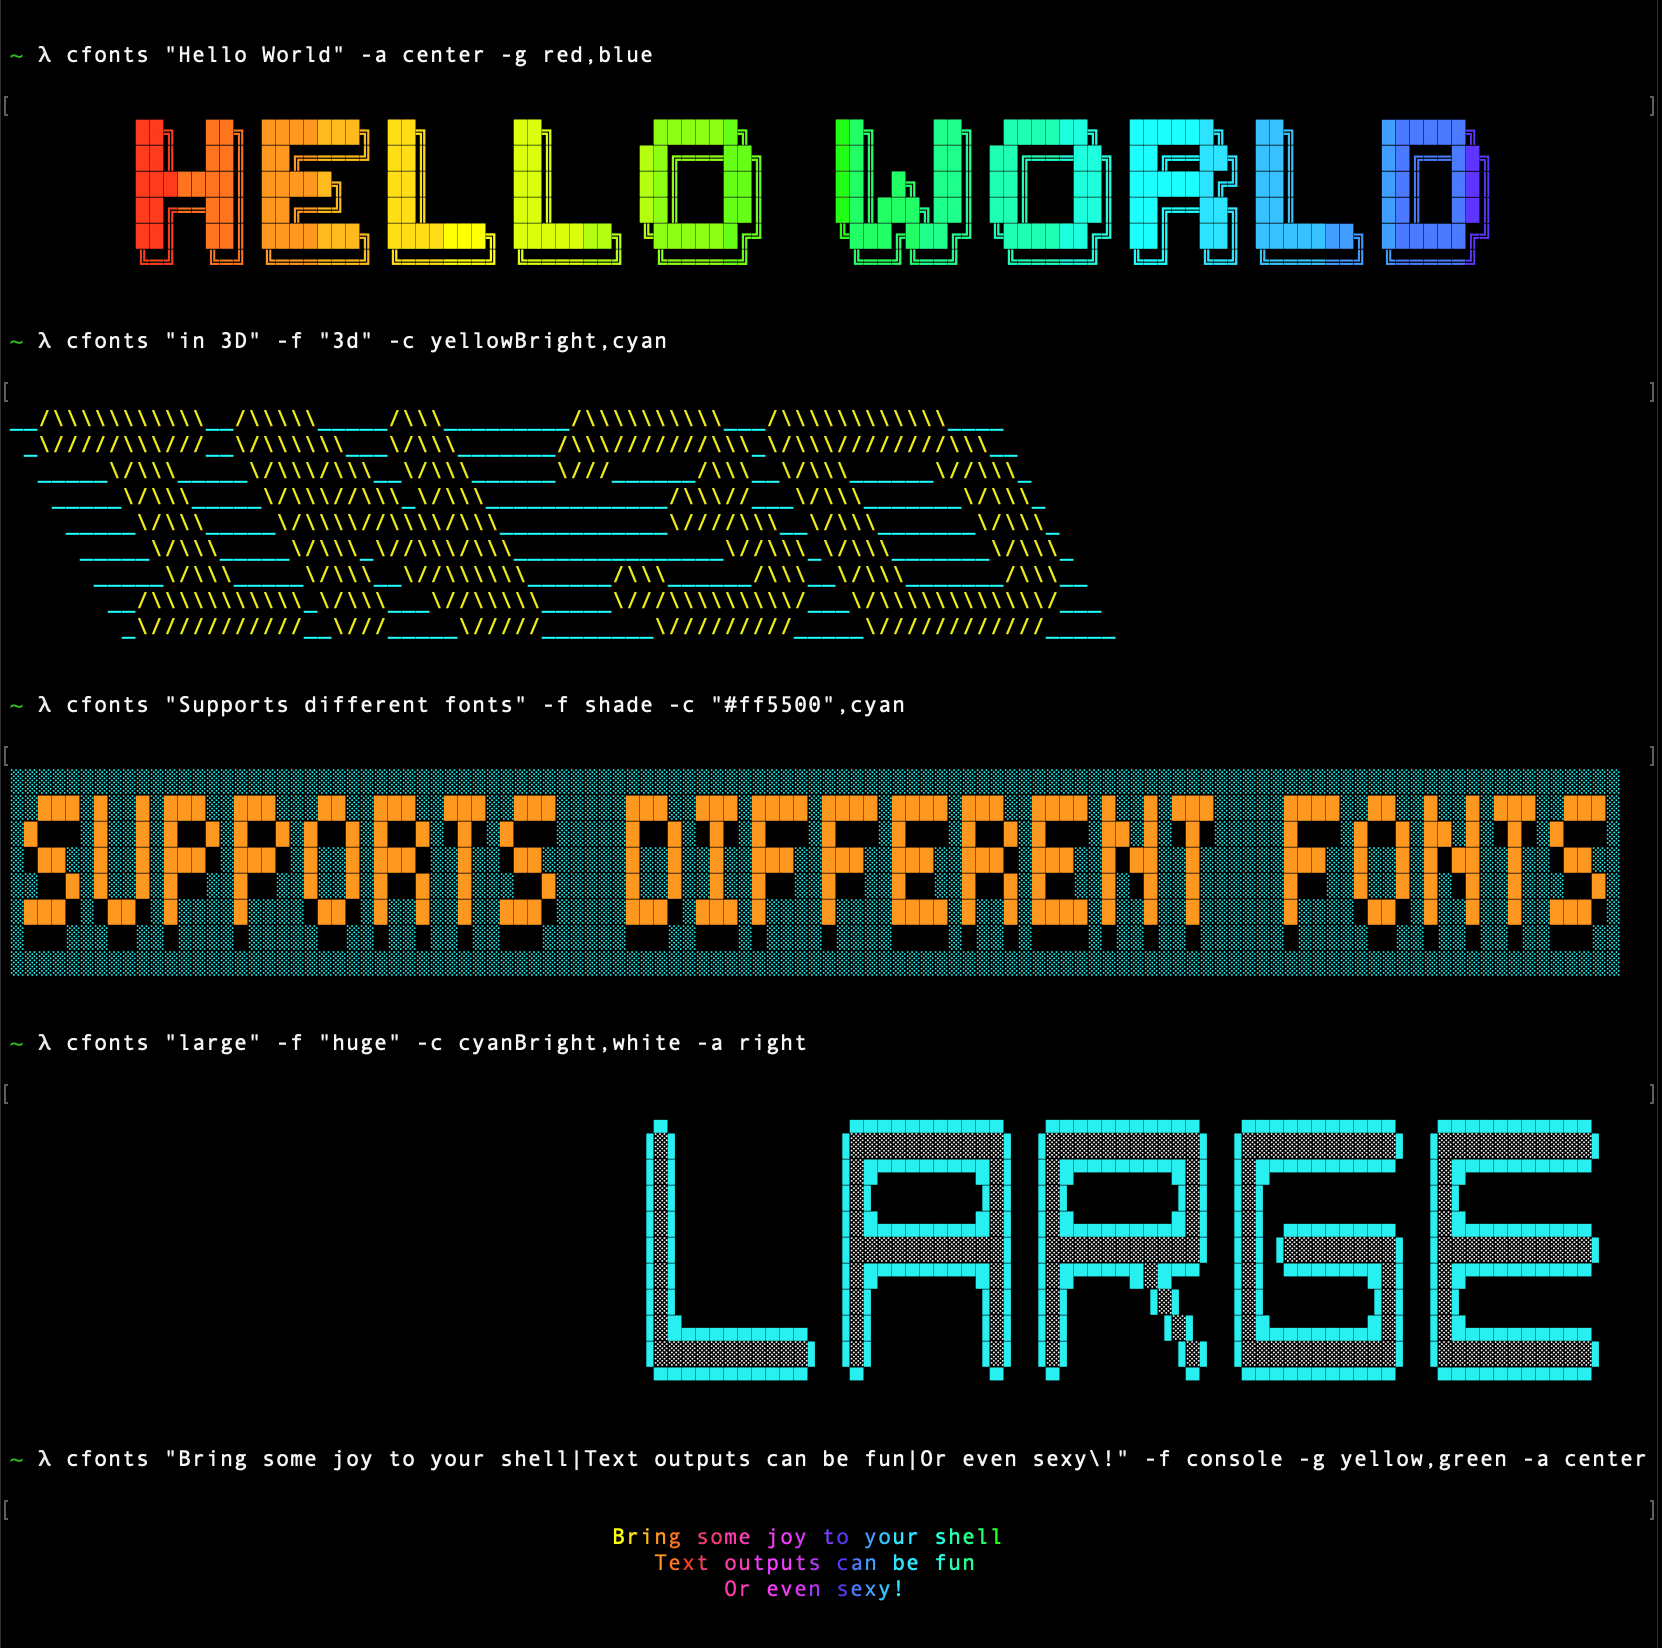 ~ λ cfonts "Hello World" -a center -g red,blue
[ ]
HELLO WORLD
~ λ cfonts "in 3D" -f "3d" -c yellowBright,cyan
[ ]
IN 3D
~ λ cfonts "Supports different fonts" -f shade -c "#ff5500",cyan
[ ]
SUPPORTS DIFFERENT FONTS
~ λ cfonts "large" -f "huge" -c cyanBright,white -a right
[ ]
LARGE
~ λ cfonts "Bring some joy to your shell|Text outputs can be fun|Or even sexy\!" -f console -g yellow,green -a center
[ ]
Bring some joy to your shell
Text outputs can be fun
Or even sexy!